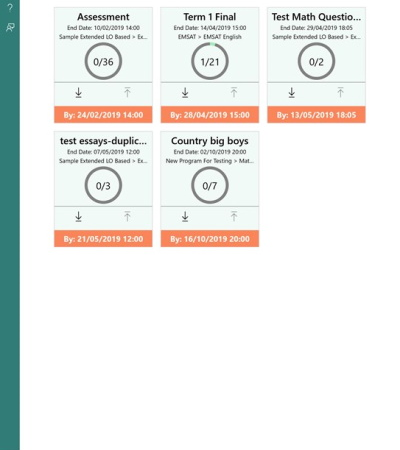 ?
Assessment
End Date: 10/02/2019 14:00
Sample Extended LO Based > Ex...
0/36
By: 24/02/2019 14:00
Term 1 Final
End Date: 14/04/2019 15:00
EMSAT > EMSAT English
1/21
By: 28/04/2019 15:00
Test Math Questio...
End Date: 29/04/2019 18:05
Sample Extended LO Based > Ex...
0/2
By: 13/05/2019 18:05
test essays-duplic...
End Date: 07/05/2019 12:00
Sample Extended LO Based > Ex...
0/3
By: 21/05/2019 12:00
Country big boys
End Date: 02/10/2019 20:00
New Program For Testing > Mat...
0/7
By: 16/10/2019 20:00